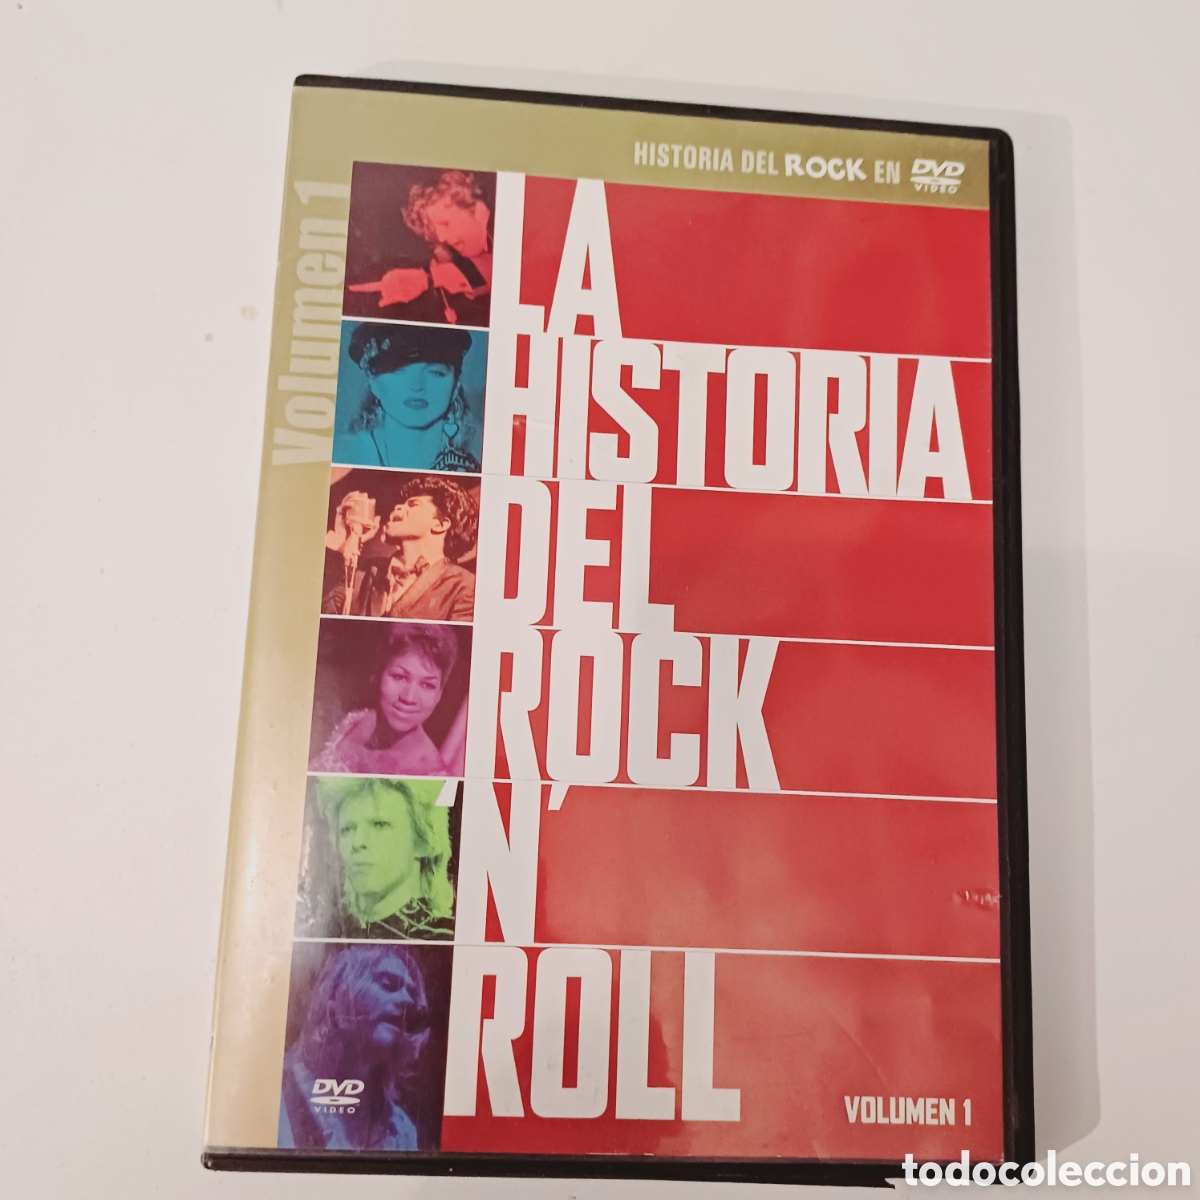 HISTORIA DEL ROCK EN DVD VIDEO
Volumen 1
LA
HISTORIA
DEL
ROCK
'N'
ROLL
DVD
VIDEO
VOLUMEN 1
todocoleccion